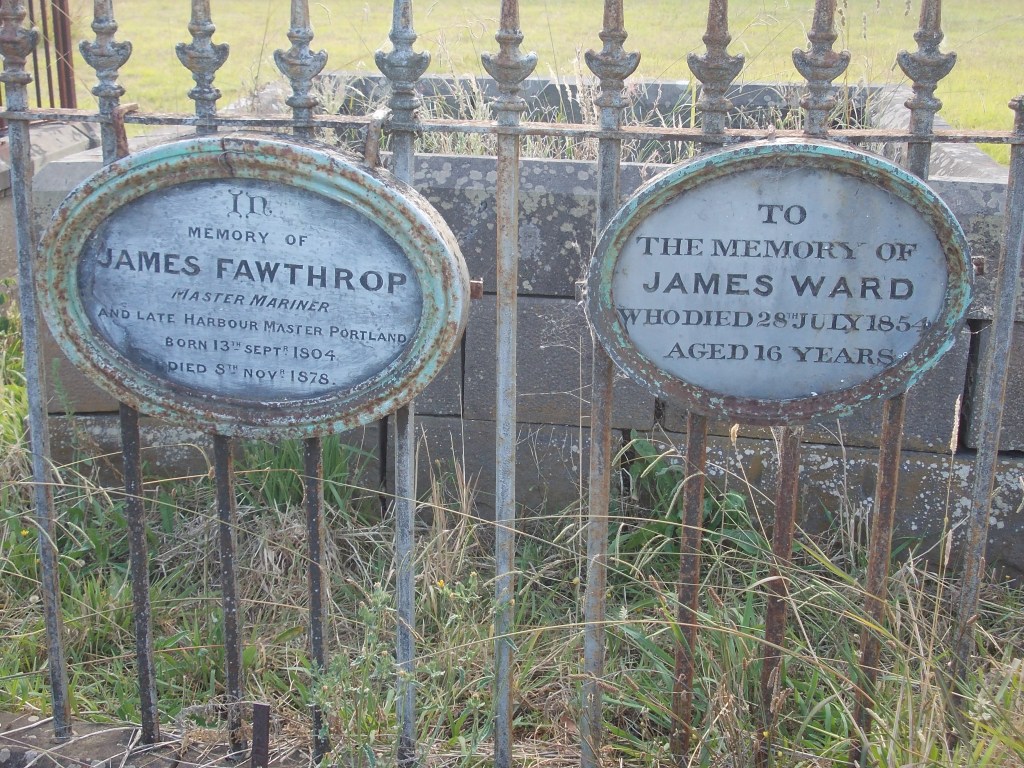 In
MEMORY OF
JAMES FAWTHROP
MASTER MARINER
AND LATE HARBOUR MASTER PORTLAND
BORN 13TH SEPTR 1804
DIED 8TH NOVR 1878.
TO
THE MEMORY OF
JAMES WARD
WHO DIED 28TH JULY 1854
AGED 16 YEARS